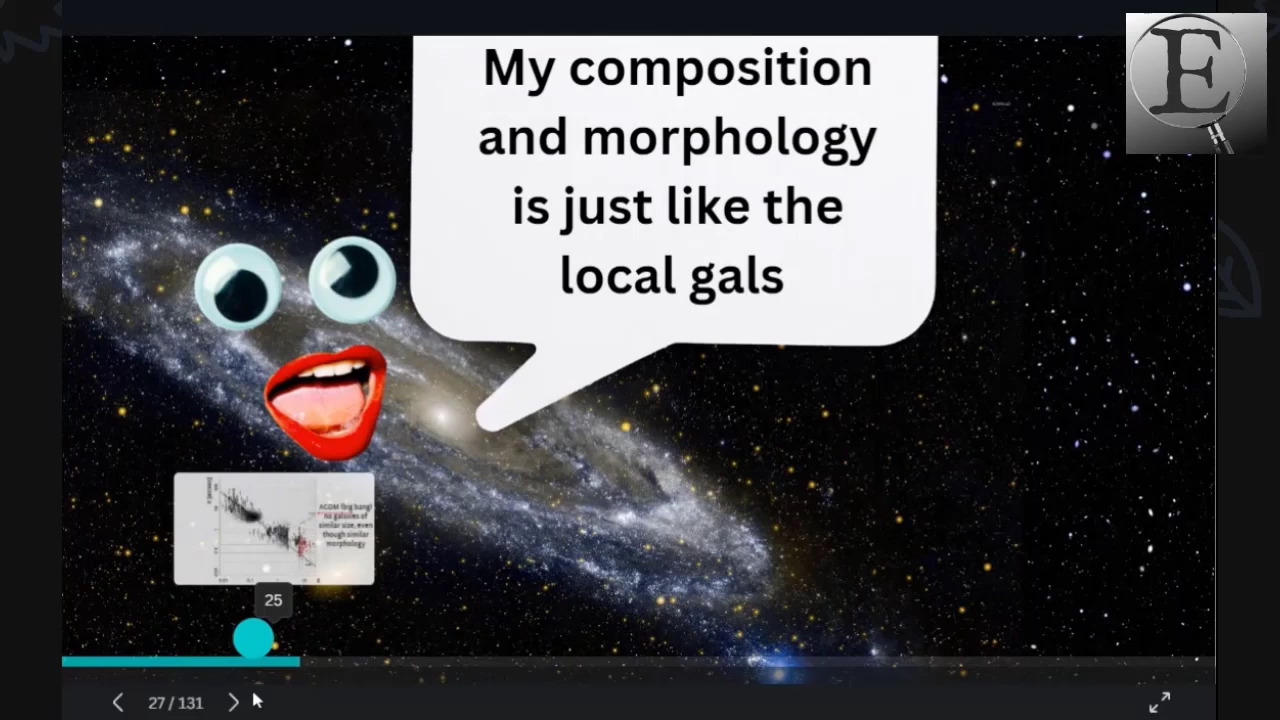 My composition
and morphology
is just like the
local gals
E
ΛCDM (big bang)
no galaxies of
similar size, even
though similar
morphology
25
27 / 131